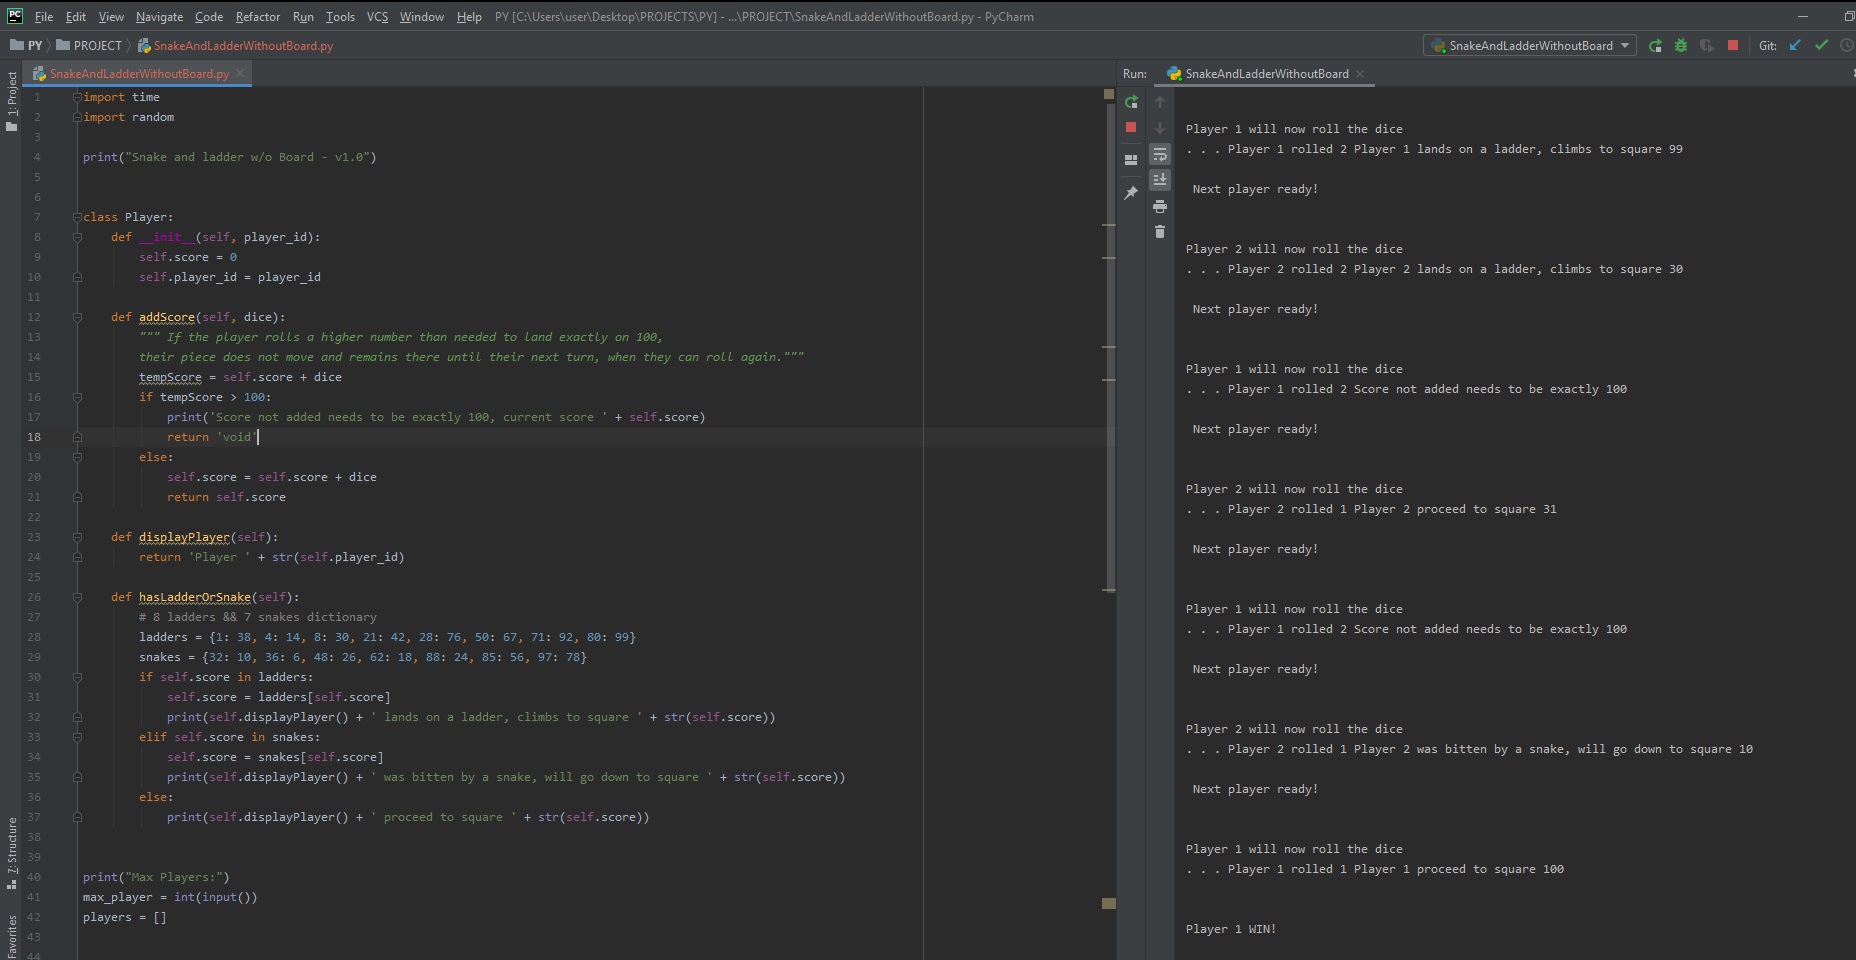 PC File Edit View Navigate Code Refactor Run Tools VCS Window Help PY [C:\Users\user\Desktop\PROJECTS\PY] - ...\PROJECT\SnakeAndLadderWithoutBoard.py - PyCharm
PY PROJECT SnakeAndLadderWithoutBoard.py SnakeAndLadderWithoutBoard Git:
SnakeAndLadderWithoutBoard.py
1: Project
7: Structure
Favorites
1 import time
2 import random
3
4 print("Snake and ladder w/o Board - v1.0")
5
6
7 class Player:
8 def __init__(self, player_id):
9 self.score = 0
10 self.player_id = player_id
11
12 def addScore(self, dice):
13 """ If the player rolls a higher number than needed to land exactly on 100,
14 their piece does not move and remains there until their next turn, when they can roll again."""
15 tempScore = self.score + dice
16 if tempScore > 100:
17 print('Score not added needs to be exactly 100, current score ' + self.score)
18 return 'void'
19 else:
20 self.score = self.score + dice
21 return self.score
22
23 def displayPlayer(self):
24 return 'Player ' + str(self.player_id)
25
26 def hasLadderOrSnake(self):
27 # 8 ladders && 7 snakes dictionary
28 ladders = {1: 38, 4: 14, 8: 30, 21: 42, 28: 76, 50: 67, 71: 92, 80: 99}
29 snakes = {32: 10, 36: 6, 48: 26, 62: 18, 88: 24, 85: 56, 97: 78}
30 if self.score in ladders:
31 self.score = ladders[self.score]
32 print(self.displayPlayer() + ' lands on a ladder, climbs to square ' + str(self.score))
33 elif self.score in snakes:
34 self.score = snakes[self.score]
35 print(self.displayPlayer() + ' was bitten by a snake, will go down to square ' + str(self.score))
36 else:
37 print(self.displayPlayer() + ' proceed to square ' + str(self.score))
38
39
40 print("Max Players:")
41 max_player = int(input())
42 players = []
43
44
Run: SnakeAndLadderWithoutBoard
Player 1 will now roll the dice
. . . Player 1 rolled 2 Player 1 lands on a ladder, climbs to square 99
Next player ready!
Player 2 will now roll the dice
. . . Player 2 rolled 2 Player 2 lands on a ladder, climbs to square 30
Next player ready!
Player 1 will now roll the dice
. . . Player 1 rolled 2 Score not added needs to be exactly 100
Next player ready!
Player 2 will now roll the dice
. . . Player 2 rolled 1 Player 2 proceed to square 31
Next player ready!
Player 1 will now roll the dice
. . . Player 1 rolled 2 Score not added needs to be exactly 100
Next player ready!
Player 2 will now roll the dice
. . . Player 2 rolled 1 Player 2 was bitten by a snake, will go down to square 10
Next player ready!
Player 1 will now roll the dice
. . . Player 1 rolled 1 Player 1 proceed to square 100
Player 1 WIN!